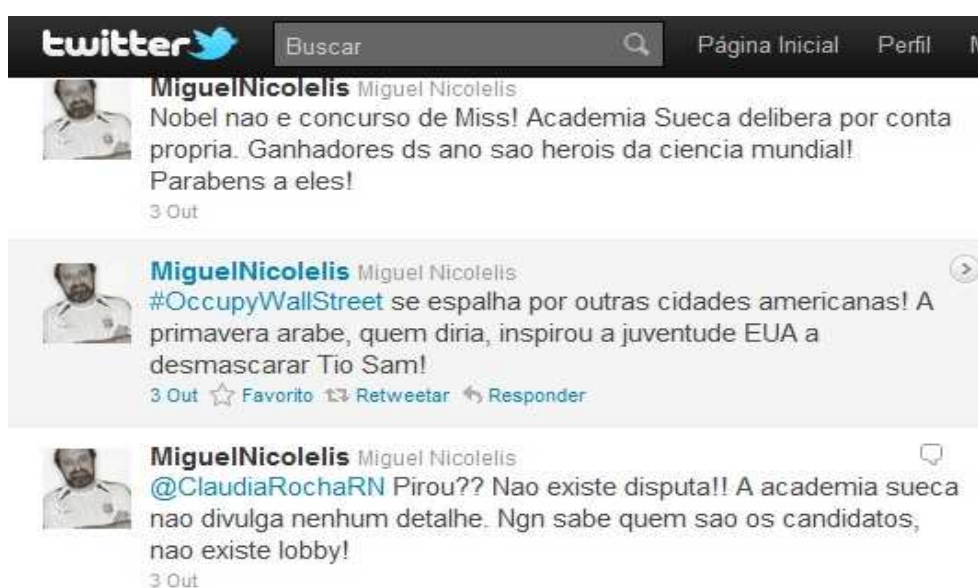 twitter Buscar Página Inicial Perfil
MiguelNicolelis Miguel Nicolelis
Nobel nao e concurso de Miss! Academia Sueca delibera por conta
propria. Ganhadores ds ano sao herois da ciencia mundial!
Parabens a eles!
3 Out
MiguelNicolelis Miguel Nicolelis
#OccupyWallStreet se espalha por outras cidades americanas! A
primavera arabe, quem diria, inspirou a juventude EUA a
desmascarar Tio Sam!
3 Out Favorito Retweetar Responder
MiguelNicolelis Miguel Nicolelis
@ClaudiaRochaRN Pirou?? Nao existe disputa!! A academia sueca
nao divulga nenhum detalhe. Ngn sabe quem sao os candidatos,
nao existe lobby!
3 Out